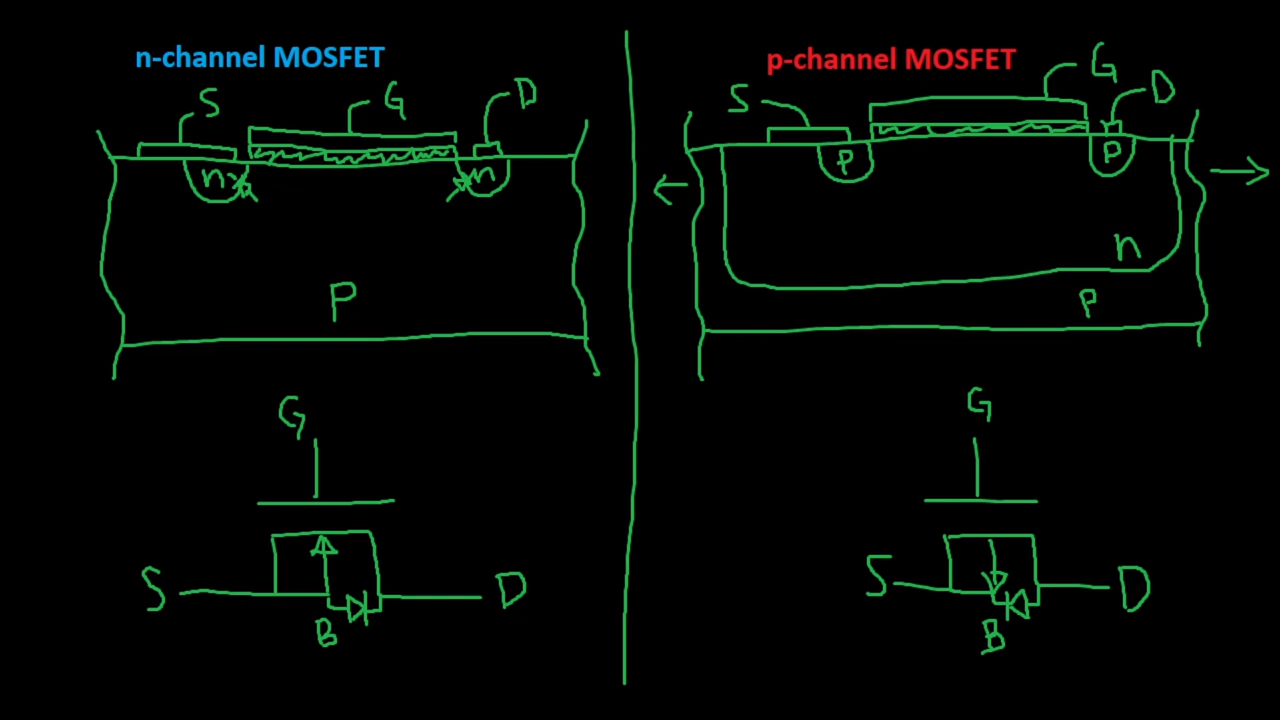 n-channel MOSFET
S G D
n n
P
G
S D
B
p-channel MOSFET
S G D
P P
n
P
G
S D
B